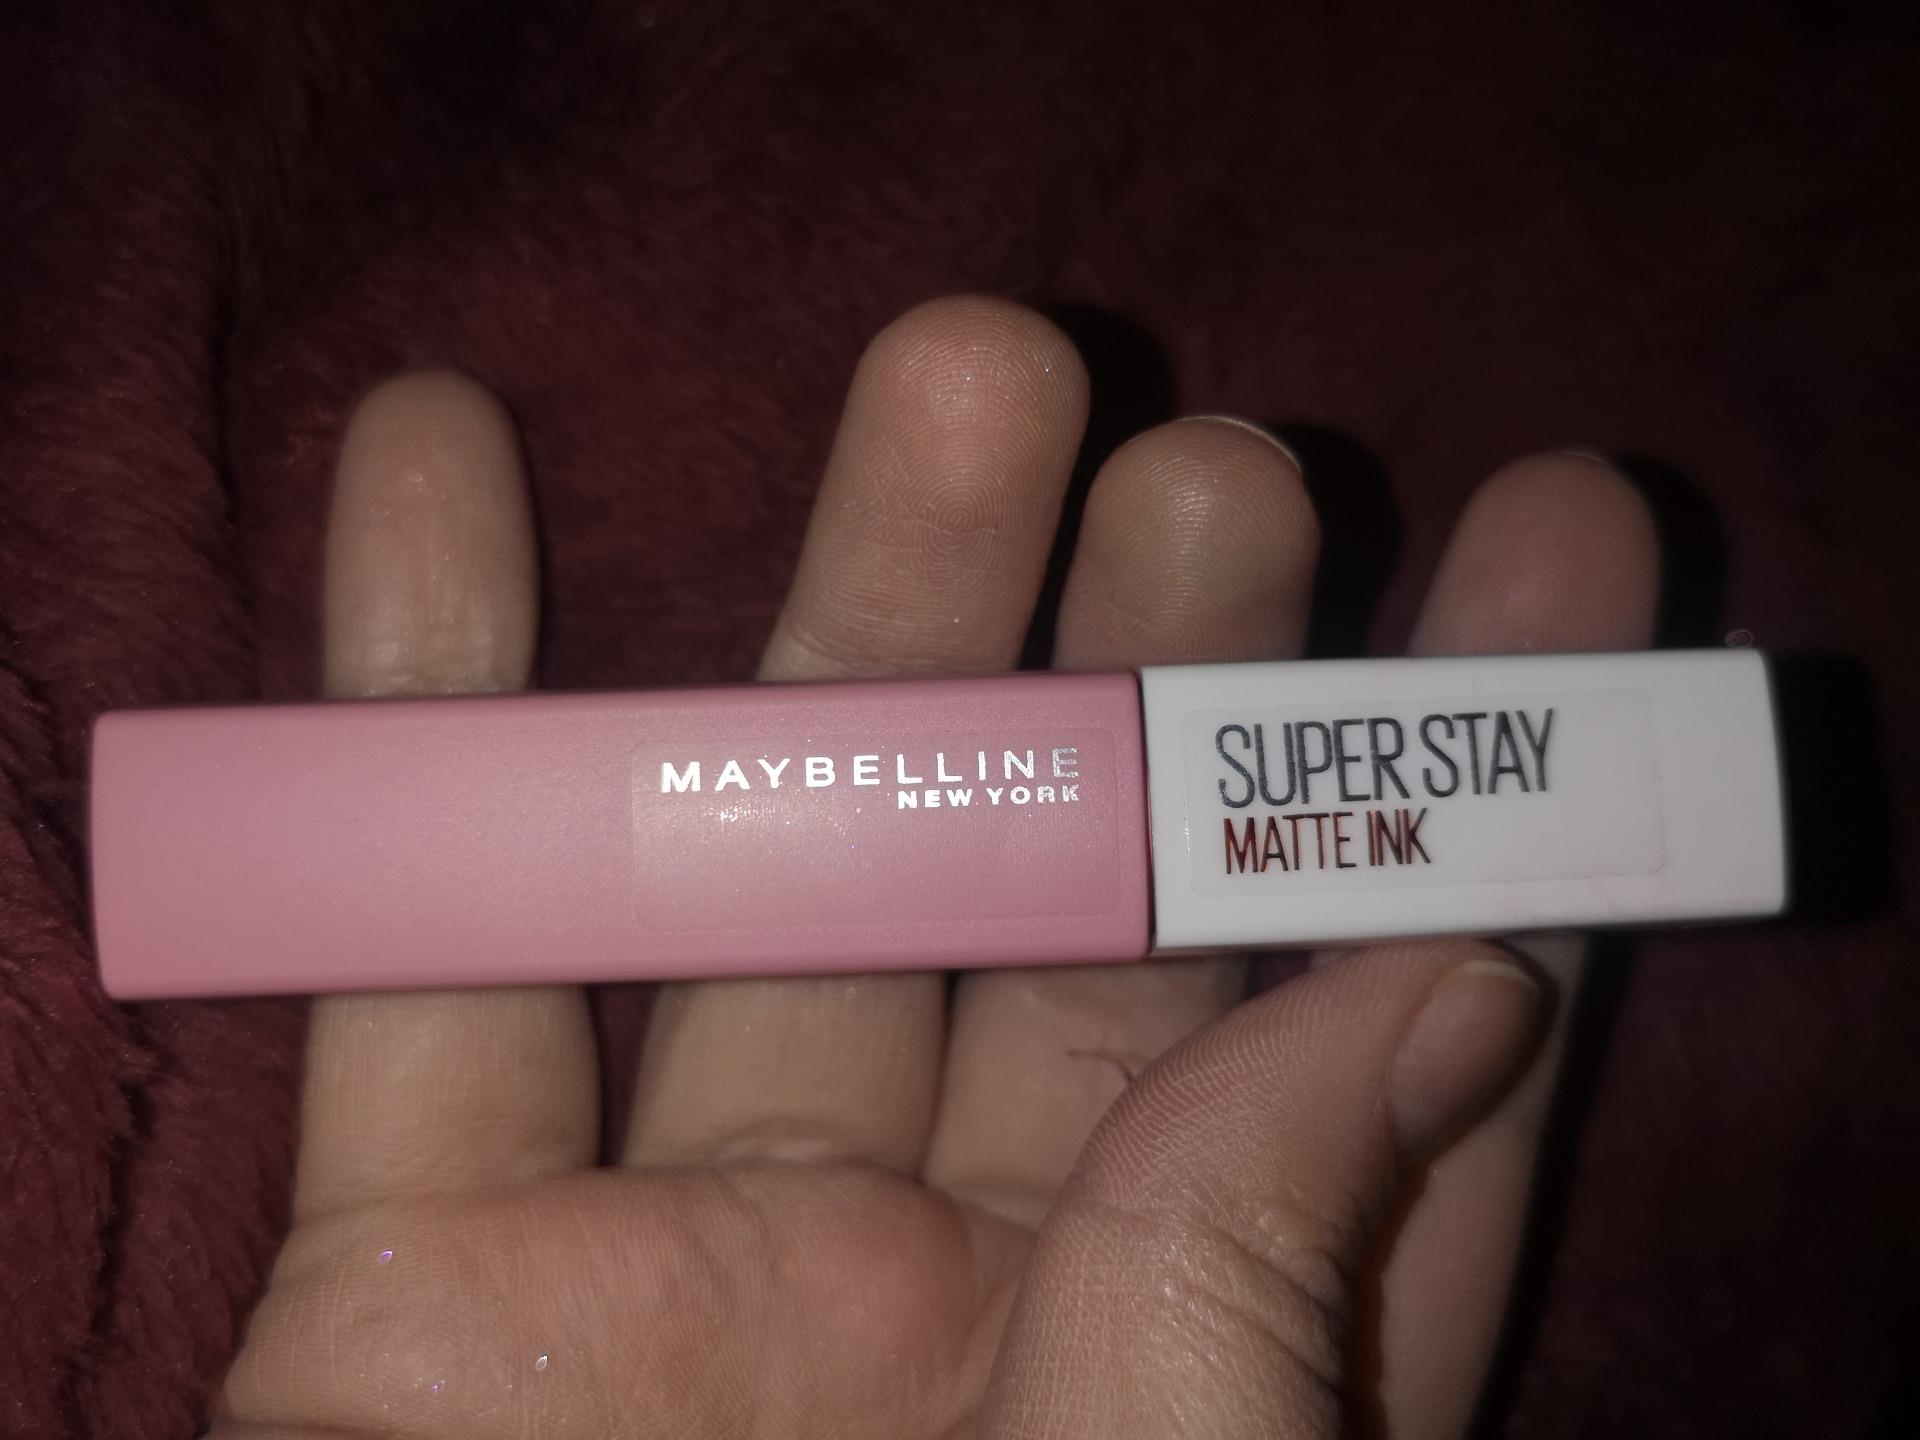 MAYBELLINE
NEW YORK
SUPER STAY
MATTE INK